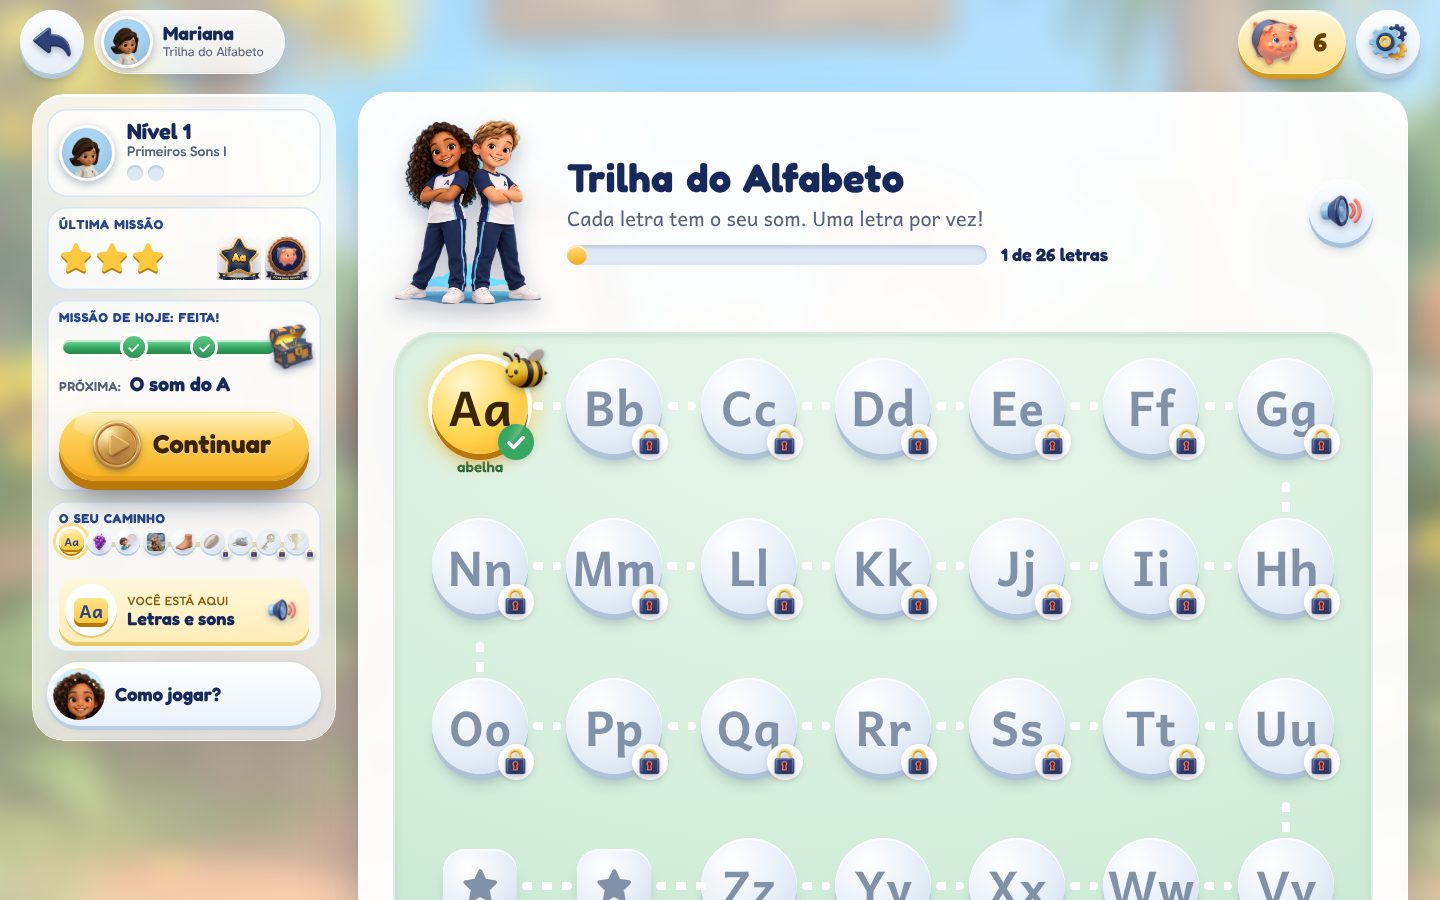 Mariana
Trilha do Alfabeto
6
Nível 1
Primeiros Sons I
ÚLTIMA MISSÃO
Aa
MISSÃO DE HOJE: FEITA!
PRÓXIMA: O som do A
Continuar
O SEU CAMINHO
Aa
Aa
VOCÊ ESTÁ AQUI
Letras e sons
Como jogar?
Trilha do Alfabeto
Cada letra tem o seu som. Uma letra por vez!
1 de 26 letras
Aa Bb Cc Dd Ee Ff Gg
abelha
Nn Mm Ll Kk Jj Ii Hh
Oo Pp Qq Rr Ss Tt Uu
Zz Yy Xx Ww Vv